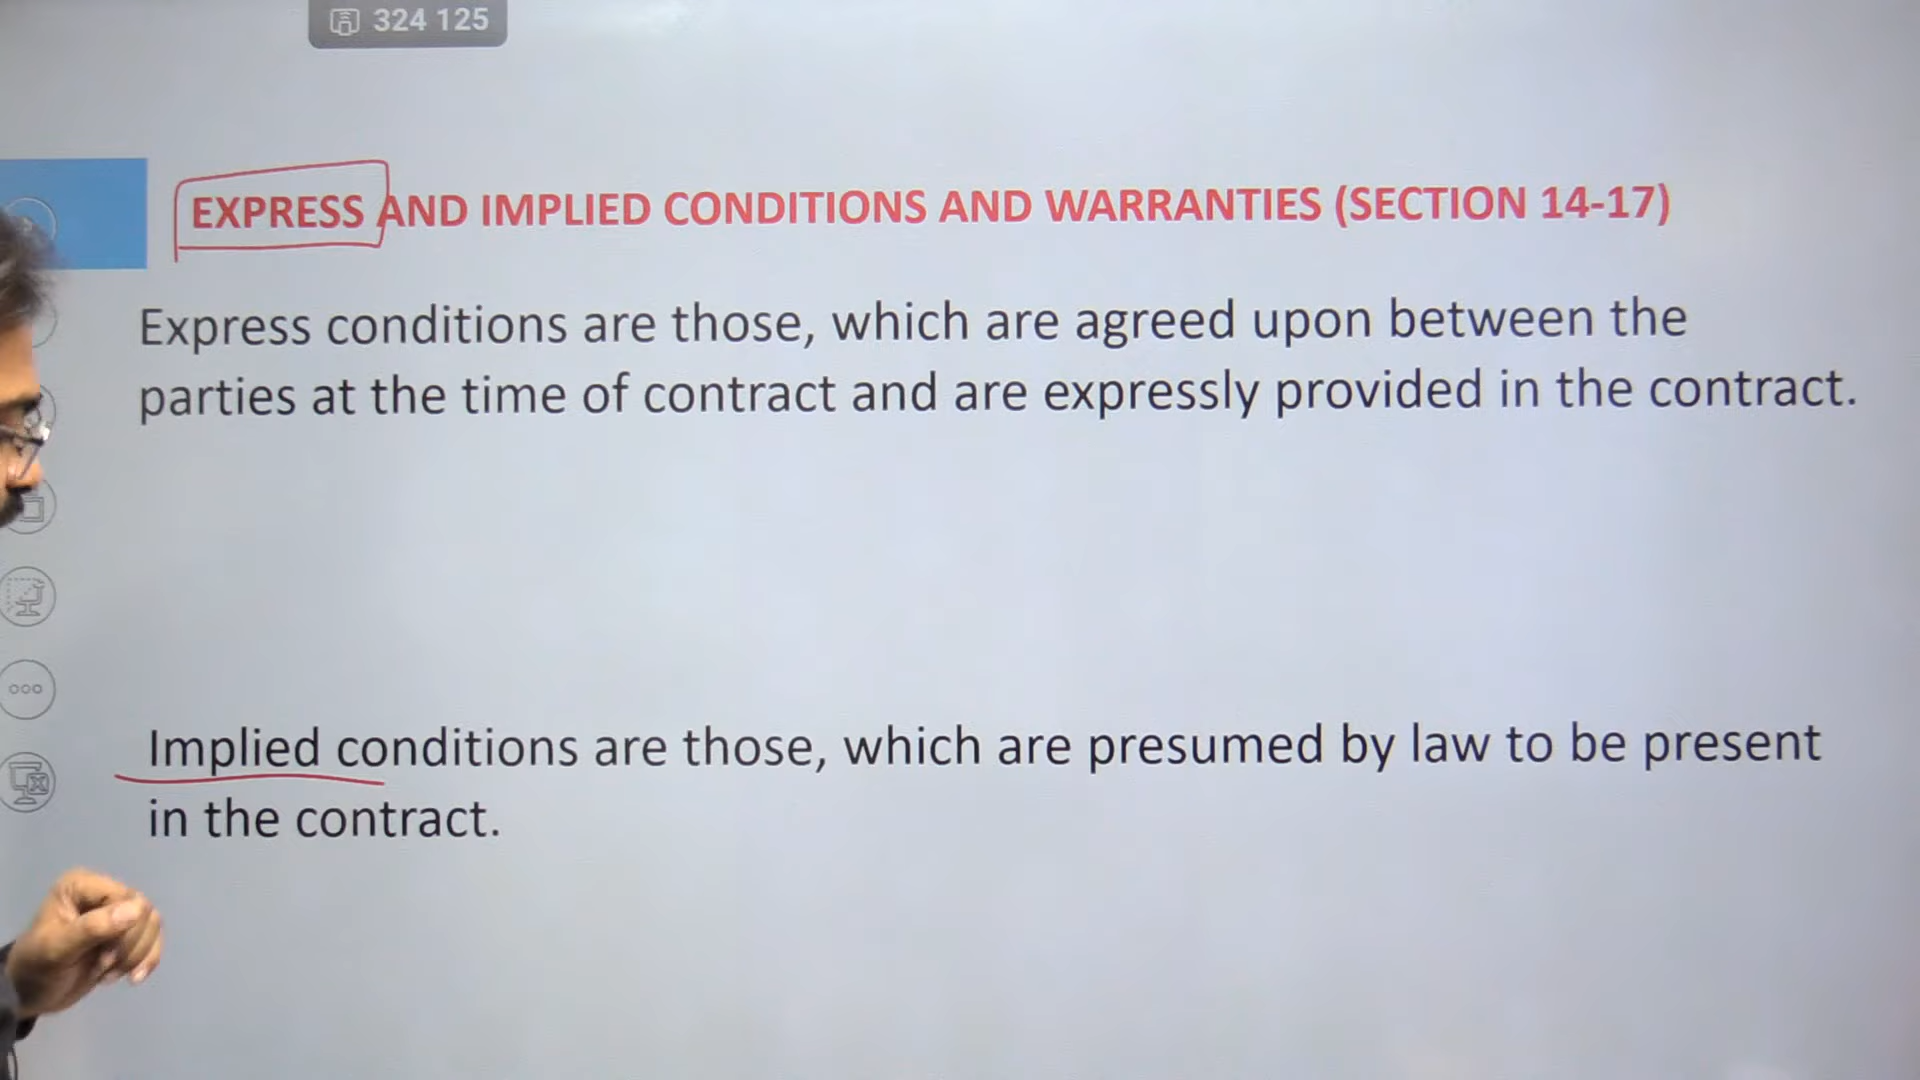 324 125
EXPRESS AND IMPLIED CONDITIONS AND WARRANTIES (SECTION 14-17)
Express conditions are those, which are agreed upon between the
parties at the time of contract and are expressly provided in the contract.
Implied conditions are those, which are presumed by law to be present
in the contract.